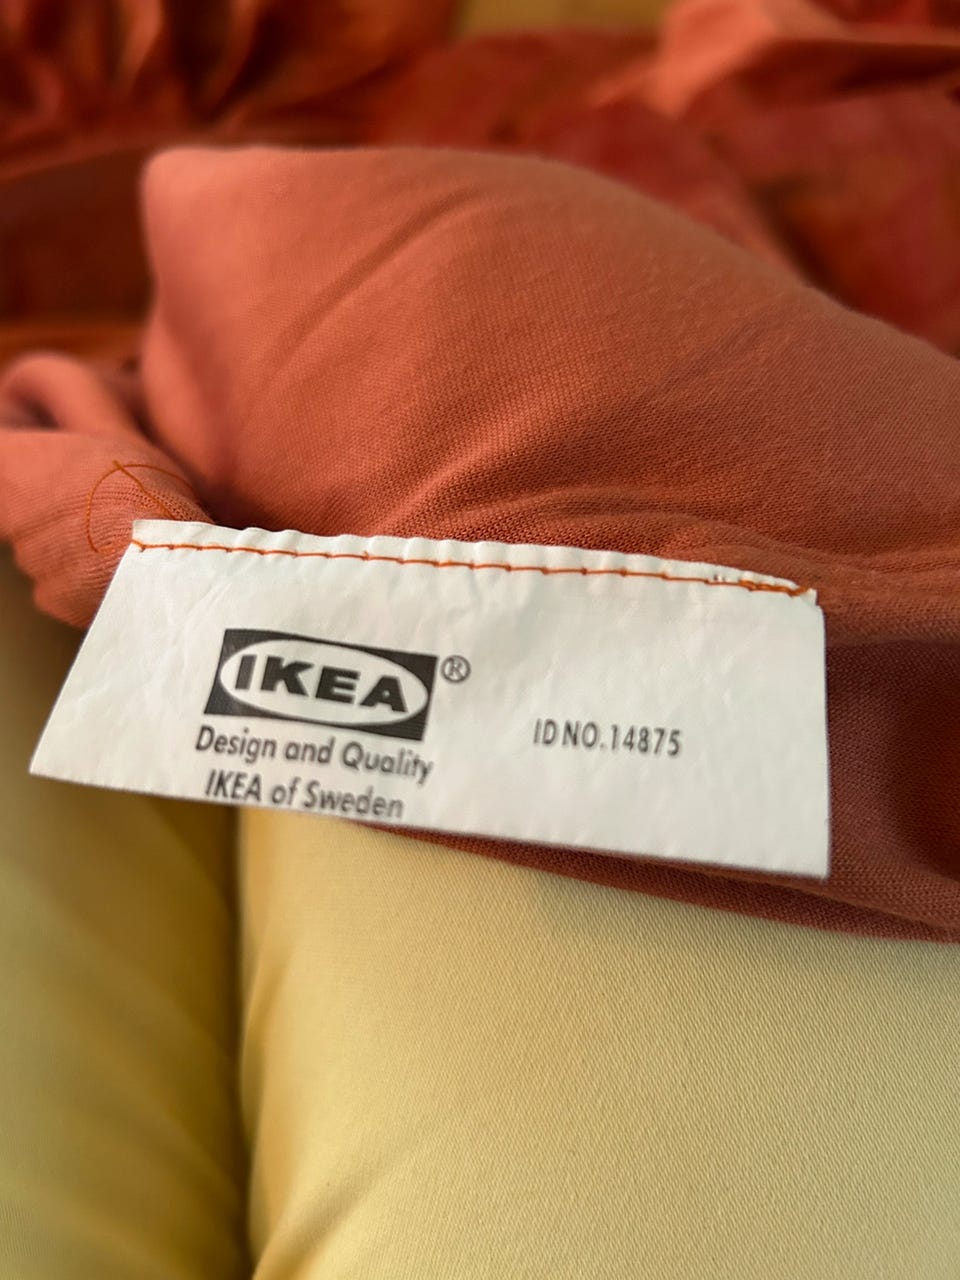 IKEA®
Design and Quality
IKEA of Sweden
ID NO.14875